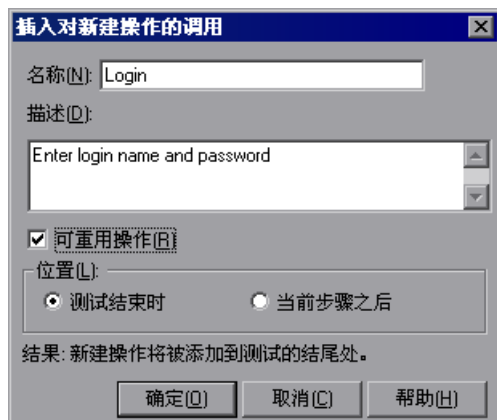 插入对新建操作的调用
名称(N): Login
描述(D):
Enter login name and password
可重用操作(R)
位置(L):
测试结束时 当前步骤之后
结果: 新建操作将被添加到测试的结尾处。
确定(O) 取消(C) 帮助(H)